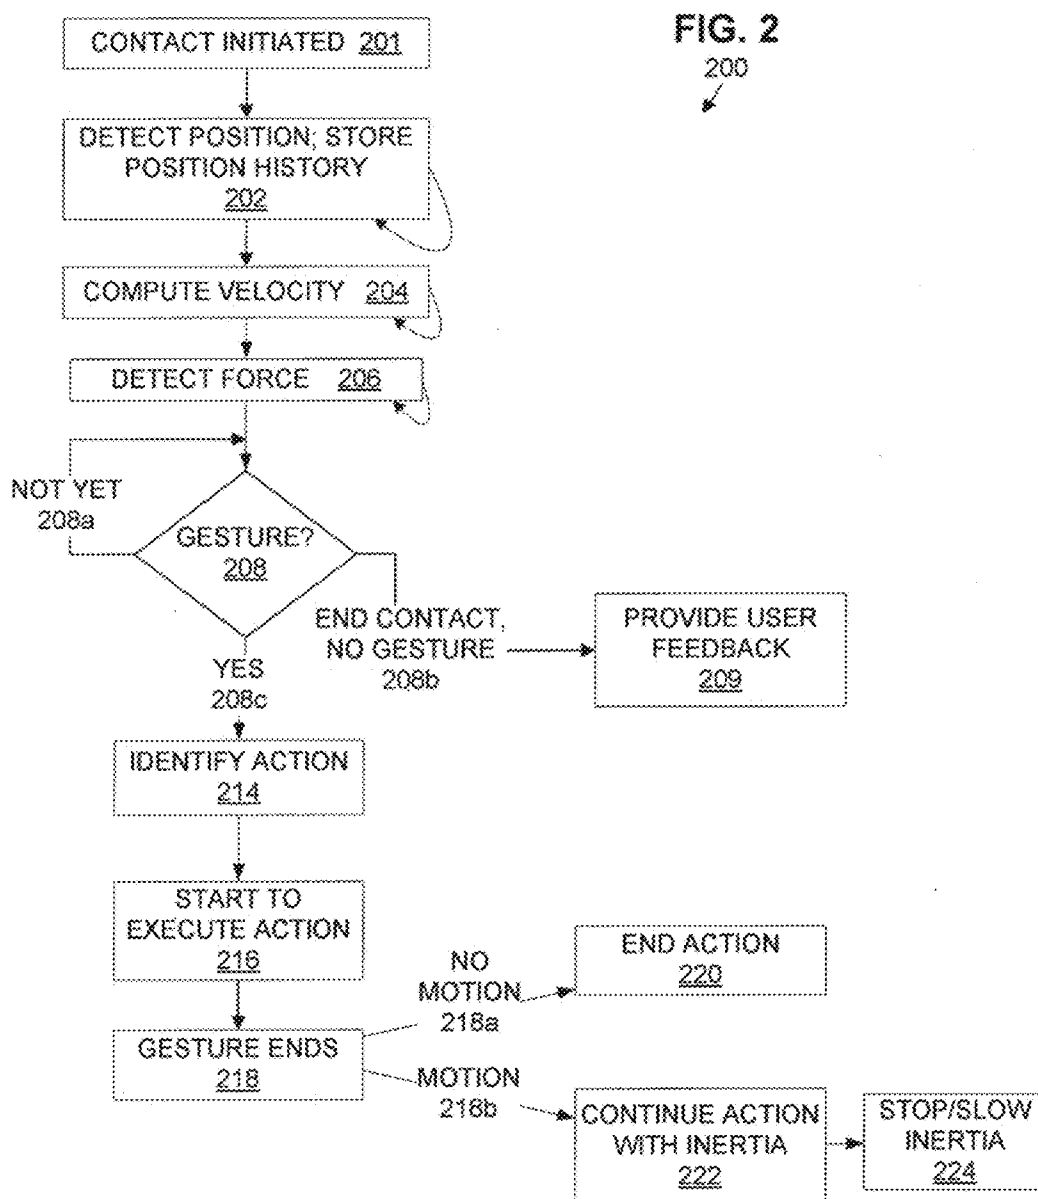 FIG. 2
200
CONTACT INITIATED 201
DETECT POSITION; STORE
POSITION HISTORY
202
COMPUTE VELOCITY 204
DETECT FORCE 206
NOT YET
208a
GESTURE?
208
END CONTACT,
NO GESTURE
208b
PROVIDE USER
FEEDBACK
209
YES
208c
IDENTIFY ACTION
214
START TO
EXECUTE ACTION
216
GESTURE ENDS
218
NO
MOTION
218a
END ACTION
220
MOTION
218b
CONTINUE ACTION
WITH INERTIA
222
STOP/SLOW
INERTIA
224